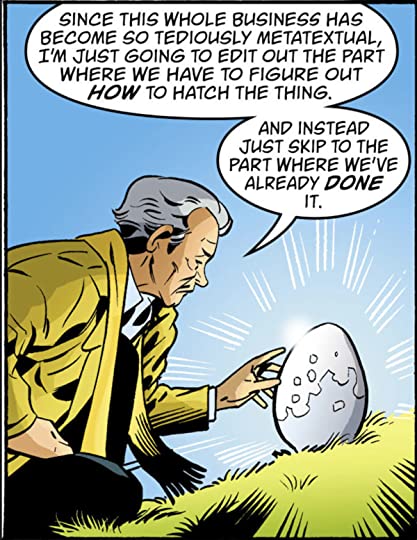 SINCE THIS WHOLE BUSINESS HAS
BECOME SO TEDIOUSLY METATEXTUAL,
I'M JUST GOING TO EDIT OUT THE PART
WHERE WE HAVE TO FIGURE OUT
HOW TO HATCH THE THING.
AND INSTEAD
JUST SKIP TO THE
PART WHERE WE'VE
ALREADY DONE
IT.